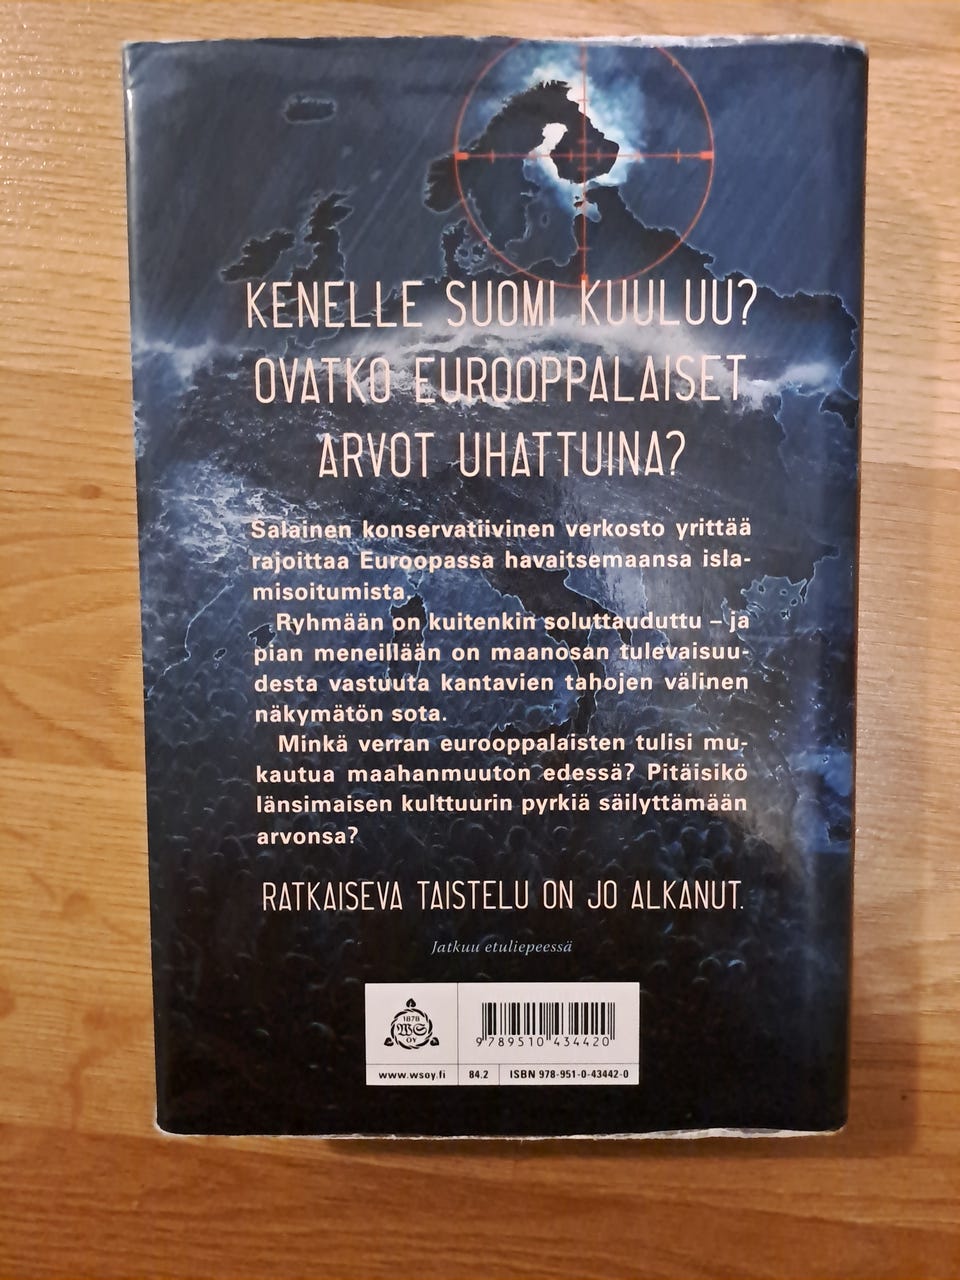 KENELLE SUOMI KUULUU?
OVATKO EUROOPPALAISET
ARVOT UHATTUINA?
Salainen konservatiivinen verkosto yrittää
rajoittaa Euroopassa havaitsemaansa isla-
misoitumista.
Ryhmään on kuitenkin soluttauduttu – ja
pian meneillään on maanosan tulevaisuu-
desta vastuuta kantavien tahojen välinen
näkymätön sota.
Minkä verran eurooppalaisten tulisi mu-
kautua maahanmuuton edessä? Pitäisikö
länsimaisen kulttuurin pyrkiä säilyttämään
arvonsa?
RATKAISEVA TAISTELU ON JO ALKANUT.
Jatkuu etuliepeessä
1878
WS
OY
9 789510 434420
www.wsoy.fi 84.2 ISBN 978-951-0-43442-0